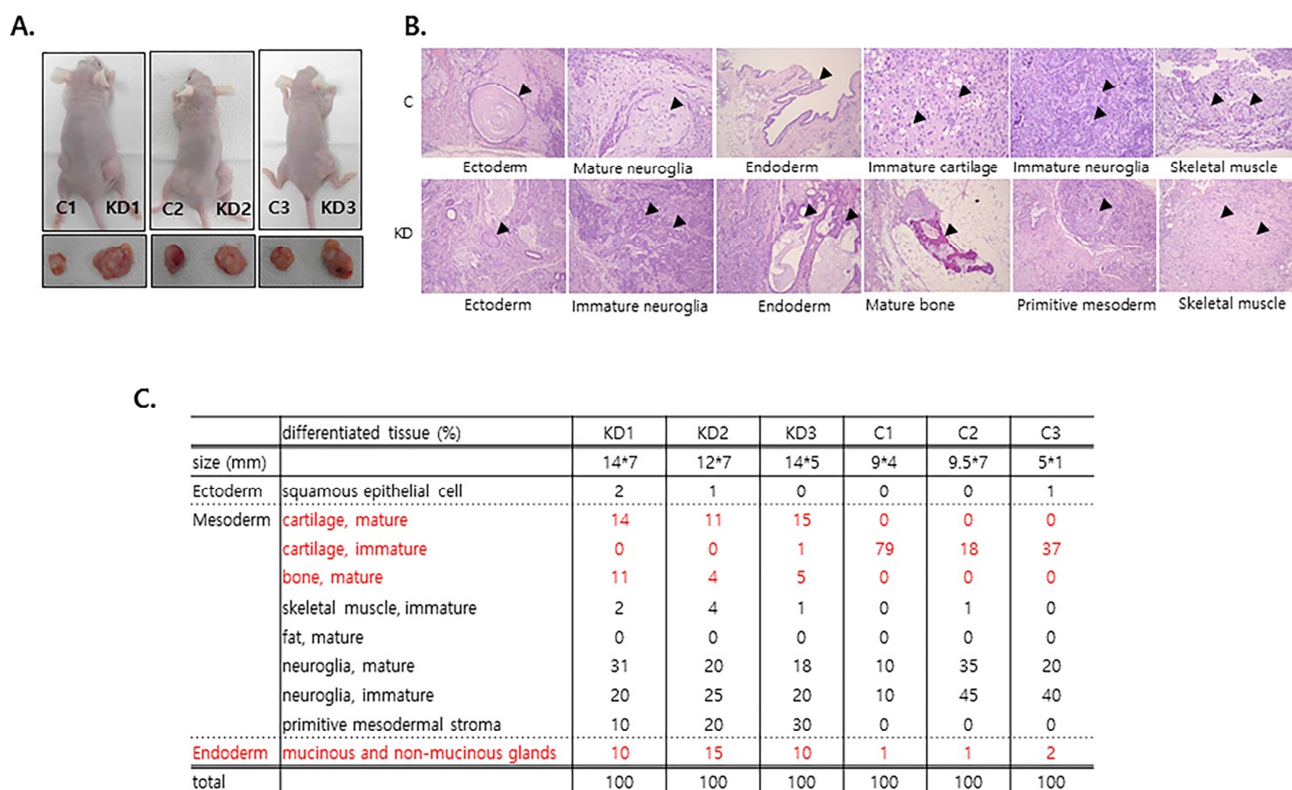 A.
C1 KD1 C2 KD2 C3 KD3
B.
C
Ectoderm Mature neuroglia Endoderm Immature cartilage Immature neuroglia Skeletal muscle
KD
Ectoderm Immature neuroglia Endoderm Mature bone Primitive mesoderm Skeletal muscle
C.
differentiated tissue (%) KD1 KD2 KD3 C1 C2 C3
size (mm) 14*7 12*7 14*5 9*4 9.5*7 5*1
Ectoderm squamous epithelial cell 2 1 0 0 0 1
Mesoderm cartilage, mature 14 11 15 0 0 0
cartilage, immature 0 0 1 79 18 37
bone, mature 11 4 5 0 0 0
skeletal muscle, immature 2 4 1 0 1 0
fat, mature 0 0 0 0 0 0
neuroglia, mature 31 20 18 10 35 20
neuroglia, immature 20 25 20 10 45 40
primitive mesodermal stroma 10 20 30 0 0 0
Endoderm mucinous and non-mucinous glands 10 15 10 1 1 2
total 100 100 100 100 100 100